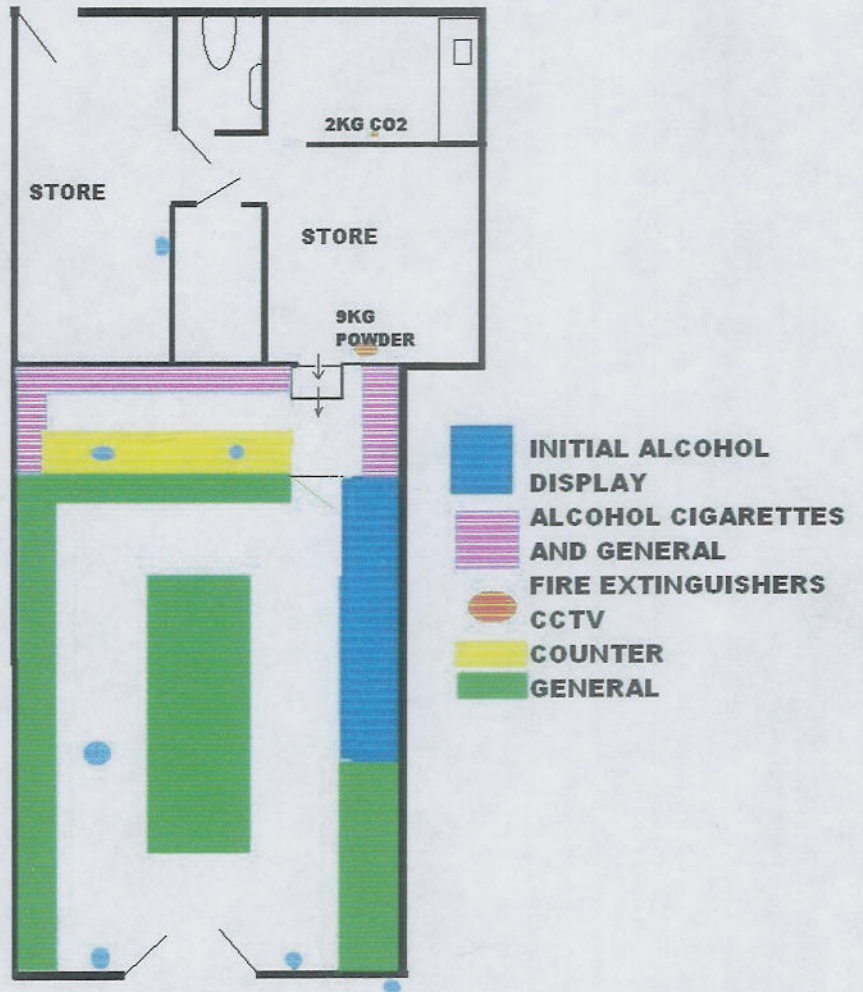 2KG CO2
STORE
STORE
9KG
POWDER
INITIAL ALCOHOL
DISPLAY
ALCOHOL CIGARETTES
AND GENERAL
FIRE EXTINGUISHERS
CCTV
COUNTER
GENERAL